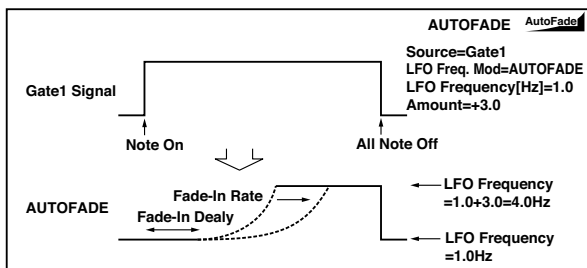 AUTOFADE AutoFade
Source=Gate1
LFO Freq. Mod=AUTOFADE
LFO Frequency[Hz]=1.0
Amount=+3.0
Gate1 Signal
Note On
All Note Off
Fade-In Rate
LFO Frequency
=1.0+3.0=4.0Hz
AUTOFADE
Fade-In Dealy
LFO Frequency
=1.0Hz